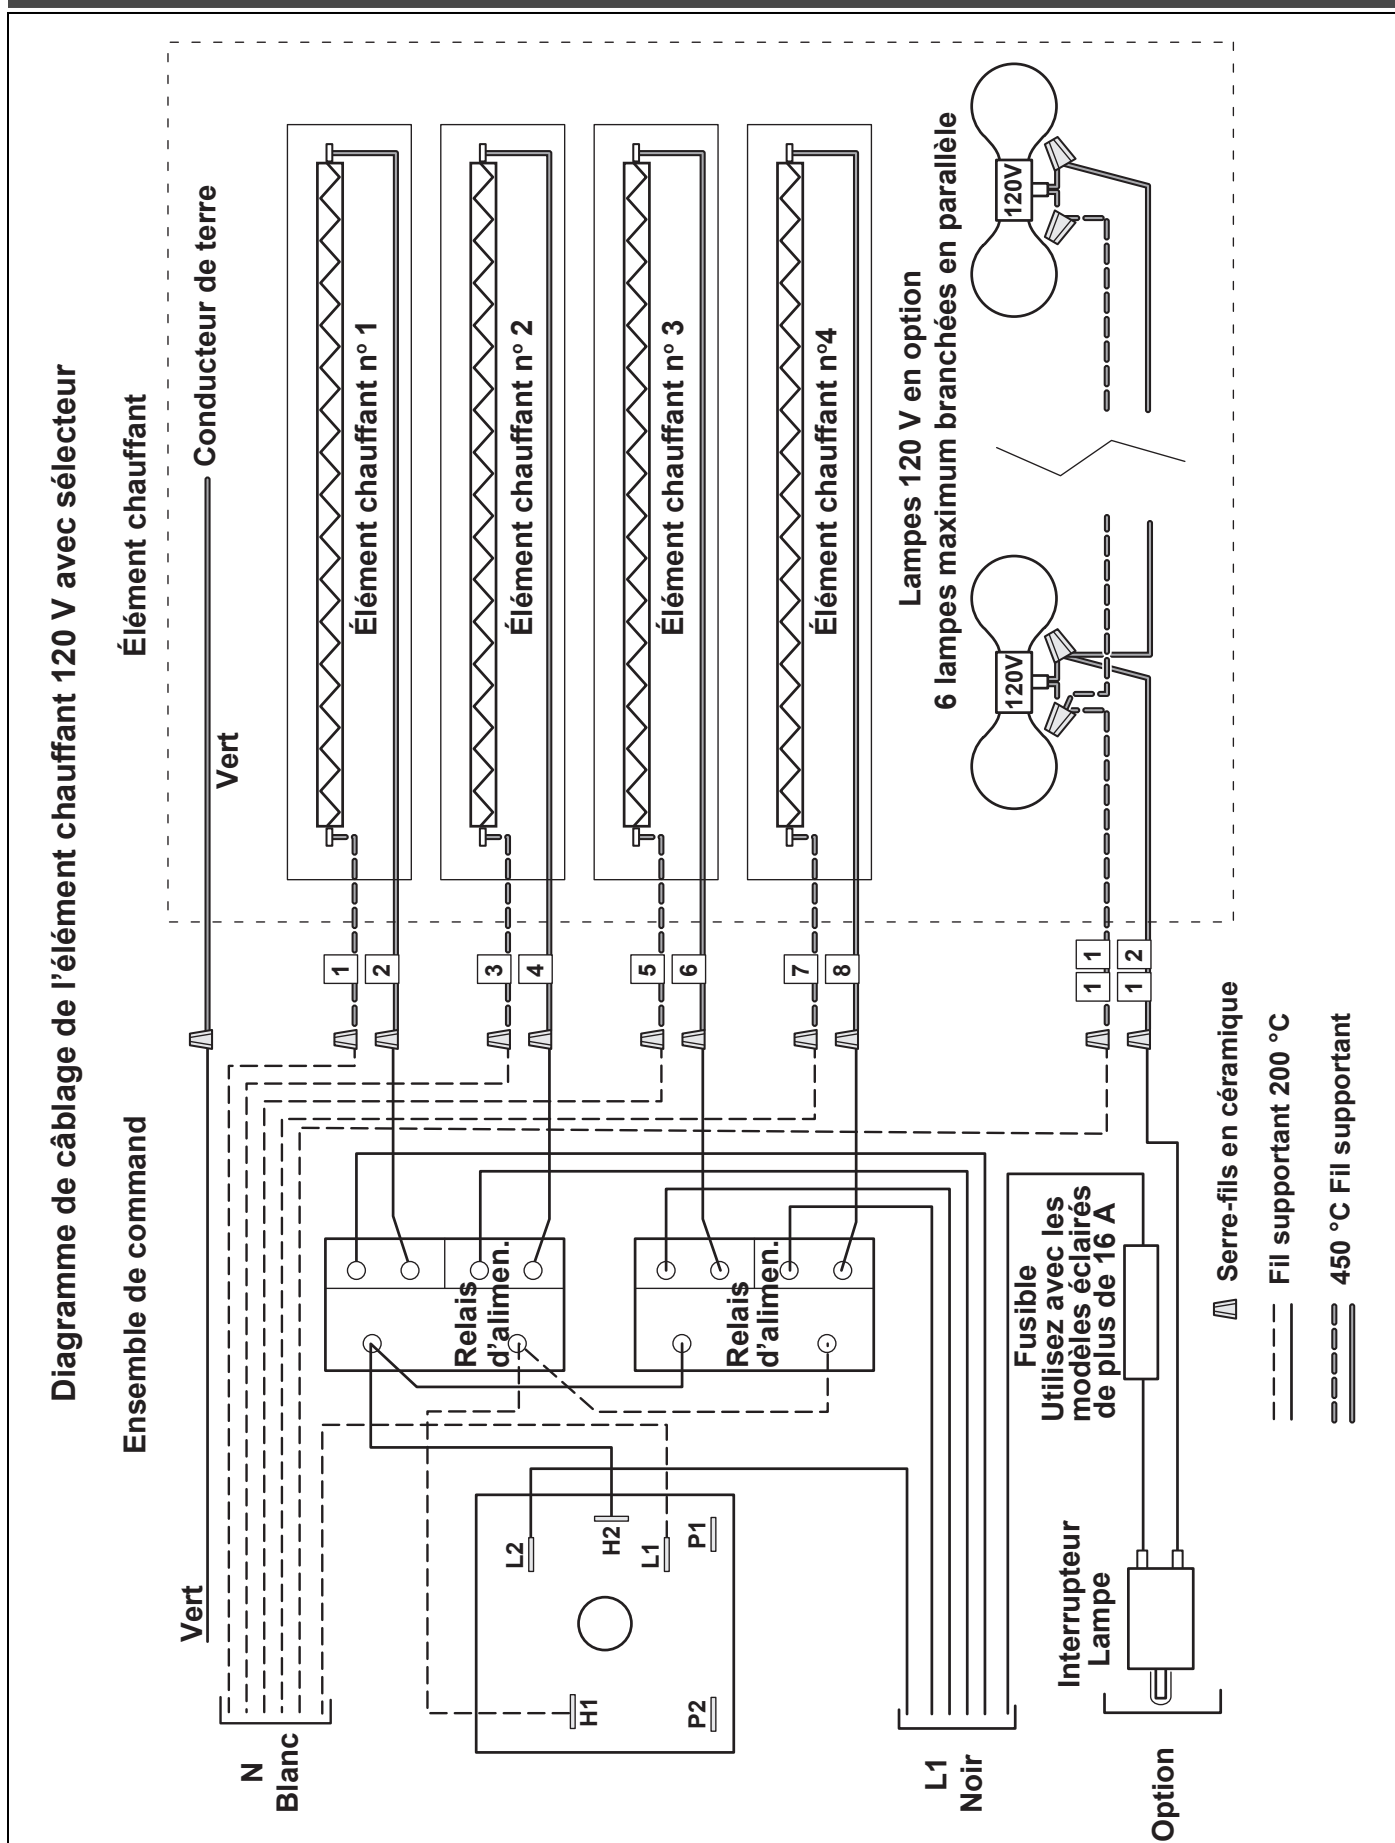 Diagramme de câblage de l'élément chauffant 120 V avec sélecteur
Ensemble de command
Élément chauffant
Vert
Vert
Conducteur de terre
N
Blanc
1
2
Élément chauffant n° 1
3
4
Élément chauffant n° 2
5
6
Élément chauffant n° 3
7
8
Élément chauffant n°4
Relais
d'alimen.
Relais
d'alimen.
L2
H2
L1
P1
H1
P2
L1
Noir
Lampes 120 V en option
6 lampes maximum branchées en parallèle
120V
120V
1 1
1 2
Fusible
Utilisez avec les
modèles éclairés
de plus de 16 A
Interrupteur
Lampe
Option
Serre-fils en céramique
Fil supportant 200 °C
450 °C Fil supportant